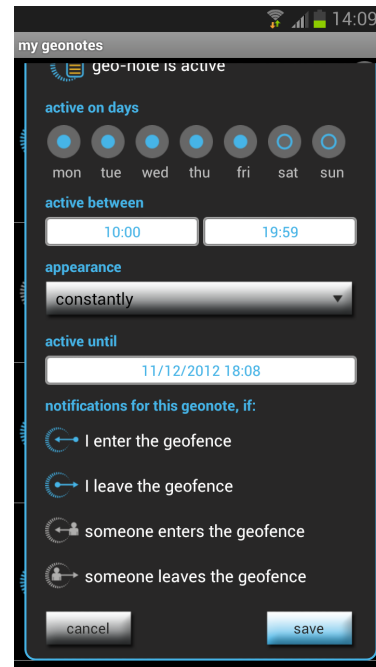 14:09
my geonotes
geo-note is active
active on days
mon tue wed thu fri sat sun
active between
10:00 19:59
appearance
constantly
active until
11/12/2012 18:08
notifications for this geonote, if:
I enter the geofence
I leave the geofence
someone enters the geofence
someone leaves the geofence
cancel save